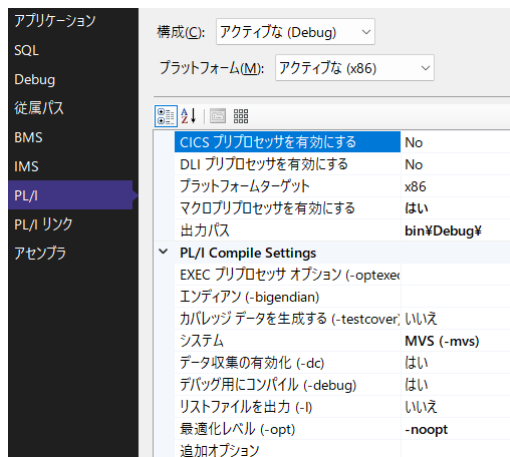 アプリケーション
SQL
Debug
従属パス
BMS
IMS
PL/I
PL/I リンク
アセンブラ
構成(C): アクティブな (Debug)
プラットフォーム(M): アクティブな (x86)
CICS プリプロセッサを有効にする No
DLI プリプロセッサを有効にする No
プラットフォームターゲット x86
マクロプリプロセッサを有効にする はい
出力パス bin¥Debug¥
PL/I Compile Settings
EXEC プリプロセッサ オプション (-optexec
エンディアン (-bigendian)
カバレッジ データを生成する (-testcover) いいえ
システム MVS (-mvs)
データ収集の有効化 (-dc) はい
デバッグ用にコンパイル (-debug) はい
リストファイルを出力 (-l) いいえ
最適化レベル (-opt) -noopt
追加オプション